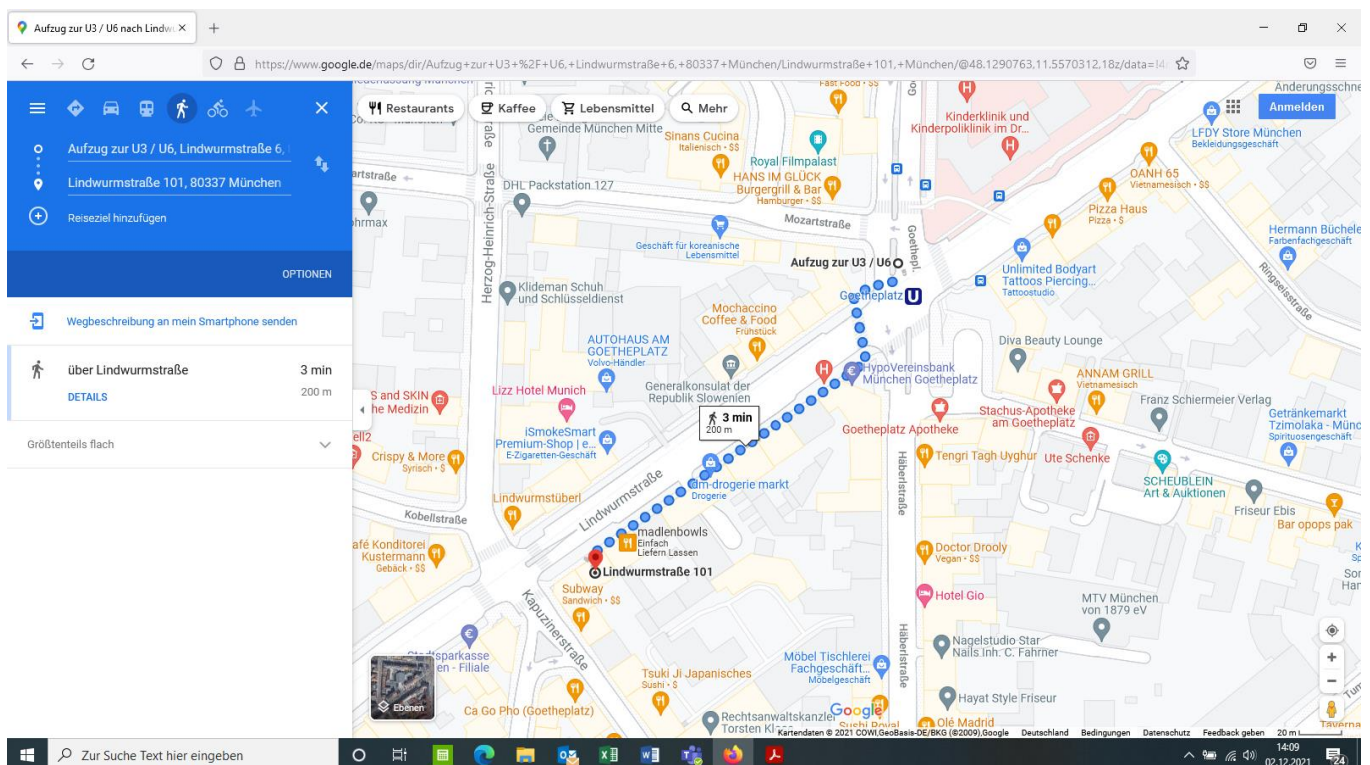 Aufzug zur U3 / U6 nach Lindw
https://www.google.de/maps/dir/Aufzug+zur+U3+%2F+U6,+Lindwurmstraße+6,+80337+München/Lindwurmstraße+101,+München/@48.1290763,11.5570312,18z/data=!4
Aufzug zur U3 / U6, Lindwurmstraße 6,
Lindwurmstraße 101, 80337 München
Reiseziel hinzufügen
OPTIONEN
Wegbeschreibung an mein Smartphone senden
über Lindwurmstraße
3 min
DETAILS
200 m
Größtenteils flach
Restaurants
Kaffee
Lebensmittel
Mehr
Anmelden
Gemeinde München Mitte
Sinans Cucina
Italienisch • $$
Fast Food • $$
Kinderklinik und
Kinderpoliklinik im Dr...
Änderungsschne
LFDY Store München
Bekleidungsgeschäft
Royal Filmpalast
HANS IM GLÜCK
Burgergrill & Bar
Hamburger • $$
OANH 65
Vietnamesisch • $$
Pizza Haus
Pizza • $
DHL Packstation 127
Mozartstraße
Herzog-Heinrich-Straße
Goethepl.
Geschäft für koreanische
Lebensmittel
Hermann Büchele
Farbenfachgeschäft
Ringseisstraße
Aufzug zur U3 / U6
Goetheplatz
U
Unlimited Bodyart
Tattoos Piercing...
Tattoostudio
Klideman Schuh
und Schlüsseldienst
Mochaccino
Coffee & Food
Frühstück
AUTOHAUS AM
GOETHEPLATZ
Volvo-Händler
Diva Beauty Lounge
HypoVereinsbank
München Goetheplatz
Generalkonsulat der
Republik Slowenien
Lizz Hotel Munich
S and SKIN
he Medizin
ANNAM GRILL
Vietnamesisch
Franz Schiermeier Verlag
Getränkemarkt
Tzimolaka - Münc
Spirituosengeschäft
3 min
200 m
Stachus-Apotheke
am Goetheplatz
Goetheplatz Apotheke
iSmokeSmart
Premium-Shop | e...
E-Zigaretten-Geschäft
Crispy & More
Syrisch • $
Tengri Tagh Uyghur
Ute Schenke
SCHEUBLEIN
Art & Auktionen
Häberlstraße
dm-drogerie markt
Drogerie
Lindwurmstüberl
Lindwurmstraße
Friseur Ebis
Bar opops pak
Kobellstraße
madlenbowls
Einfach
Liefern Lassen
afé Konditorei
Kustermann
Gebäck • $$
Lindwurmstraße 101
Doctor Drooly
Vegan • $$
Subway
Sandwich • $$
Kapuzinerstraße
Hotel Gio
MTV München
von 1879 eV
Nagelstudio Star
Nails Inh. C. Fahrner
Häberlstraße
Möbel Tischlerei
Fachgeschäft...
Möbelgeschäft
Tsuki Ji Japanisches
Sushi • $
Hayat Style Friseur
Ebenen
Ca Go Pho (Goetheplatz)
Rechtsanwaltskanzlei
Google
Olé Madrid
Taverna
Kartendaten © 2021 COWI,GeoBasis-DE/BKG (©2009),Google Deutschland Bedingungen Datenschutz Feedback geben 20 m
Zur Suche Text hier eingeben
14:09
02.12.2021
24